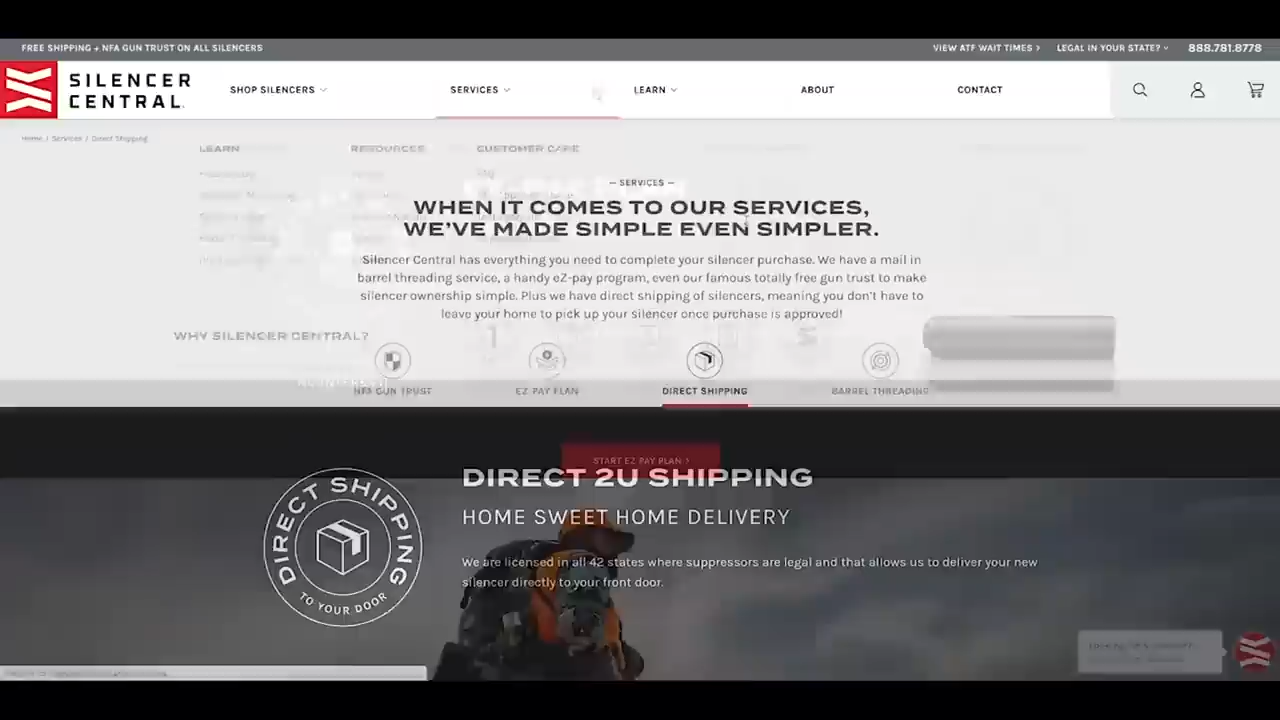 FREE SHIPPING + NFA GUN TRUST ON ALL SILENCERS
VIEW ATF WAIT TIMES >
LEGAL IN YOUR STATE?
888.781.8778
SILENCER
CENTRAL.
SHOP SILENCERS
SERVICES
LEARN
ABOUT
CONTACT
Home / Services / Direct Shipping
LEARN
RESOURCES
CUSTOMER CARE
— SERVICES —
WHEN IT COMES TO OUR SERVICES,
WE'VE MADE SIMPLE EVEN SIMPLER.
Silencer Central has everything you need to complete your silencer purchase. We have a mail in
barrel threading service, a handy eZ-pay program, even our famous totally free gun trust to make
silencer ownership simple. Plus we have direct shipping of silencers, meaning you don't have to
leave your home to pick up your silencer once purchase is approved!
WHY SILENCER CENTRAL?
NFA GUN TRUST
EZ PAY PLAN
DIRECT SHIPPING
BARREL THREADING
START EZ PAY PLAN >
DIRECT SHIPPING
TO YOUR DOOR
DIRECT 2U SHIPPING
HOME SWEET HOME DELIVERY
We are licensed in all 42 states where suppressors are legal and that allows us to deliver your new
silencer directly to your front door.